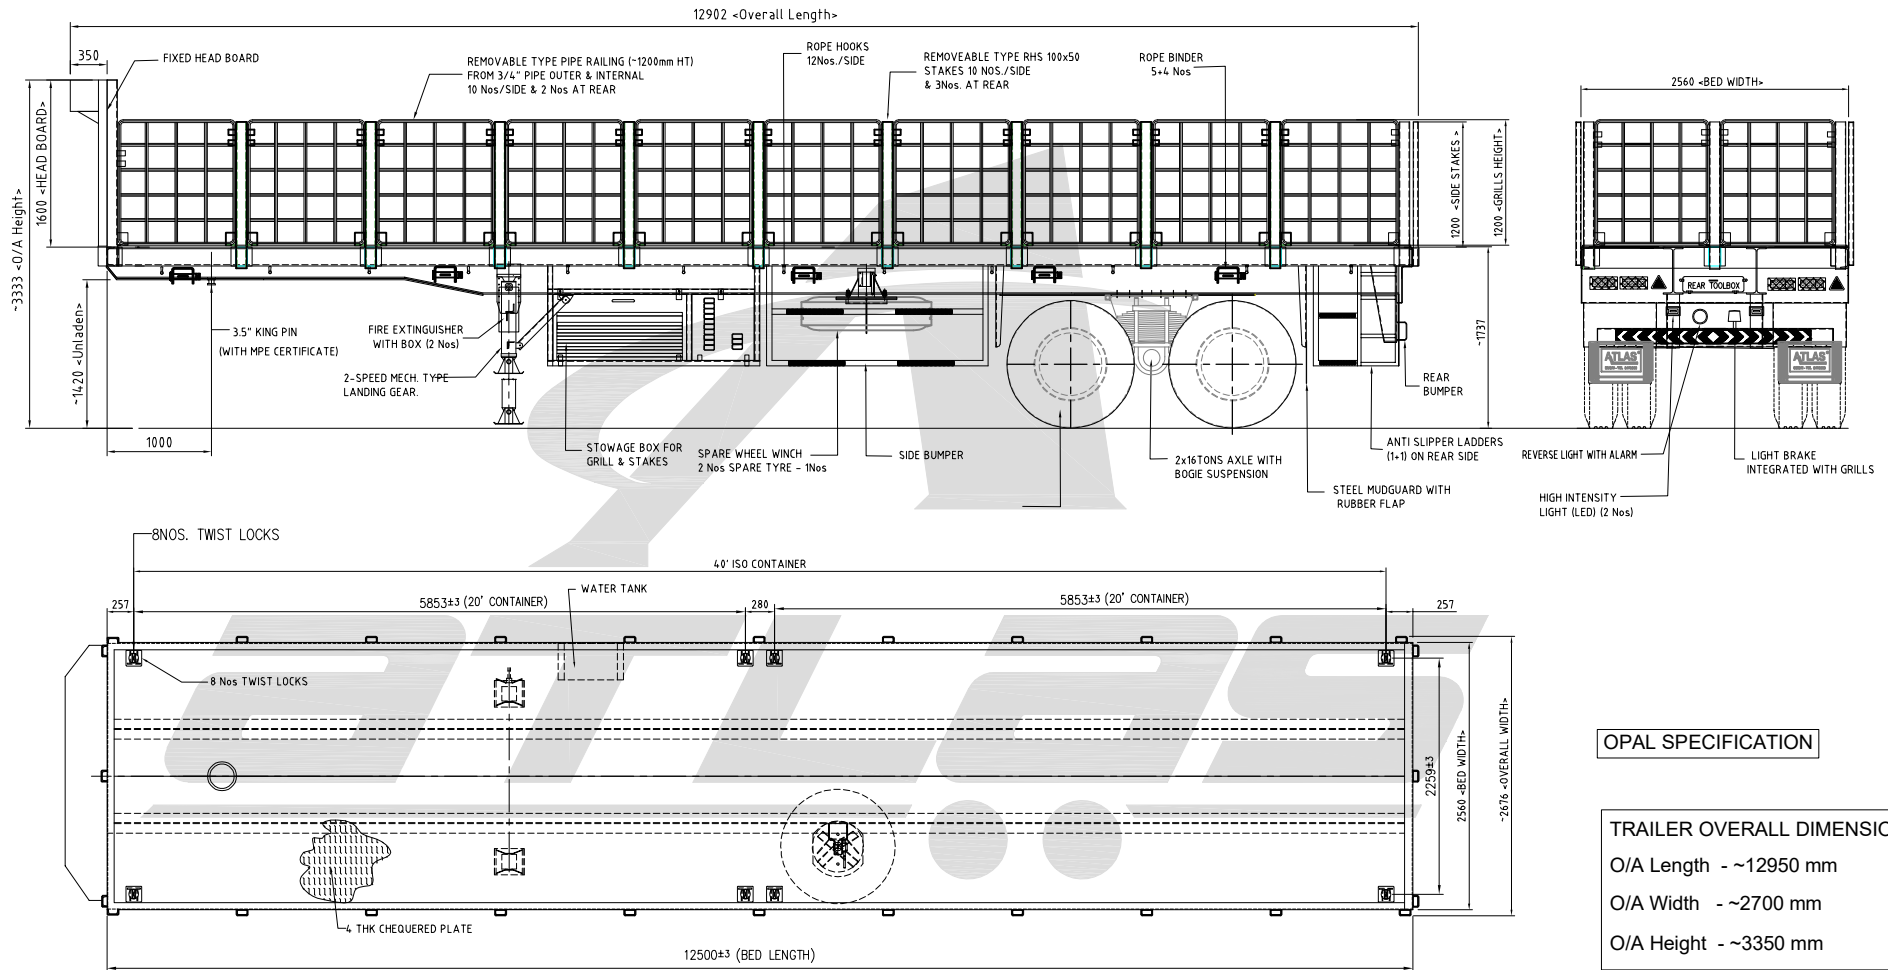 12902 <Overall Length>
350
FIXED HEAD BOARD
REMOVABLE TYPE PIPE RAILING (~1200mm HT)
FROM 3/4" PIPE OUTER & INTERNAL
10 Nos/SIDE & 2 Nos AT REAR
ROPE HOOKS
12Nos./SIDE
REMOVEABLE TYPE RHS 100x50
STAKES 10 NOS./SIDE
& 3Nos. AT REAR
ROPE BINDER
5+4 Nos
2560 <BED WIDTH>
~3333 <O/A Height>
1600 <HEAD BOARD>
1200 <SIDE STAKES >
1200 <GRILLS HEIGHT>
~1420 <Unladen>
~1737
1000
3.5" KING PIN
(WITH MPE CERTIFICATE)
FIRE EXTINGUISHER
WITH BOX (2 Nos)
2-SPEED MECH. TYPE
LANDING GEAR.
STOWAGE BOX FOR
GRILL & STAKES
SPARE WHEEL WINCH
2 Nos SPARE TYRE - 1Nos
SIDE BUMPER
2x16TONS AXLE WITH
BOGIE SUSPENSION
STEEL MUDGUARD WITH
RUBBER FLAP
ANTI SLIPPER LADDERS
(1+1) ON REAR SIDE
REAR
BUMPER
REAR TOOLBOX
ATLAS
ATLAS
REVERSE LIGHT WITH ALARM
LIGHT BRAKE
INTEGRATED WITH GRILLS
HIGH INTENSITY
LIGHT (LED) (2 Nos)
8NOS. TWIST LOCKS
40' ISO CONTAINER
WATER TANK
257
5853±3 (20' CONTAINER)
280
5853±3 (20' CONTAINER)
257
8 Nos TWIST LOCKS
2259±3
2560 <BED WIDTH>
~2676 <OVERALL WIDTH>
4 THK CHEQUERED PLATE
12500±3 (BED LENGTH)
ATLAS
OPAL SPECIFICATION
TRAILER OVERALL DIMENSIO
O/A Length - ~12950 mm
O/A Width - ~2700 mm
O/A Height - ~3350 mm